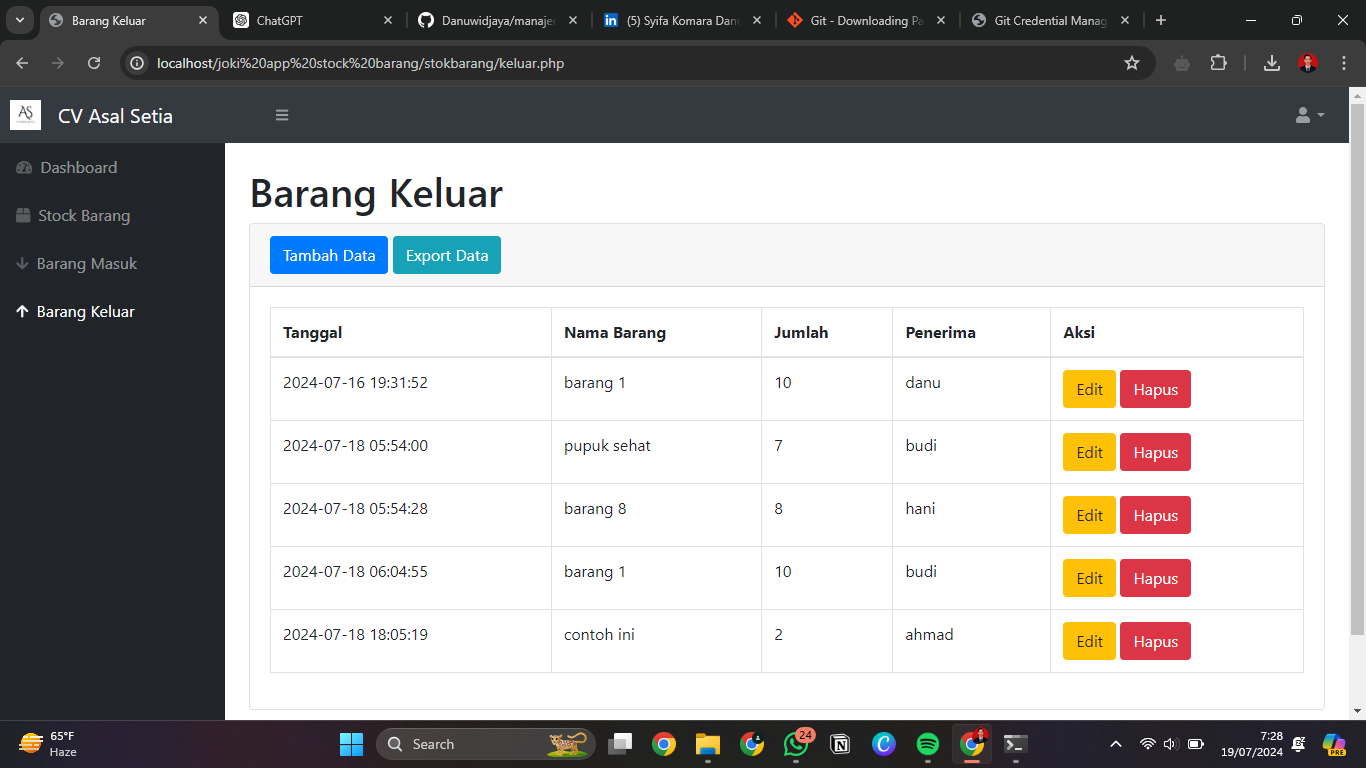 Barang Keluar
ChatGPT
Danuwidjaya/manajer
(5) Syifa Komara Danu
Git - Downloading Pa
Git Credential Manag
localhost/joki%20app%20stock%20barang/stokbarang/keluar.php
AS
CV Asal Setia
Dashboard
Stock Barang
Barang Masuk
Barang Keluar
Barang Keluar
Tambah Data Export Data
Tanggal Nama Barang Jumlah Penerima Aksi
2024-07-16 19:31:52 barang 1 10 danu Edit Hapus
2024-07-18 05:54:00 pupuk sehat 7 budi Edit Hapus
2024-07-18 05:54:28 barang 8 8 hani Edit Hapus
2024-07-18 06:04:55 barang 1 10 budi Edit Hapus
2024-07-18 18:05:19 contoh ini 2 ahmad Edit Hapus
65°F
Haze
Search
24
7:28
19/07/2024
PRE